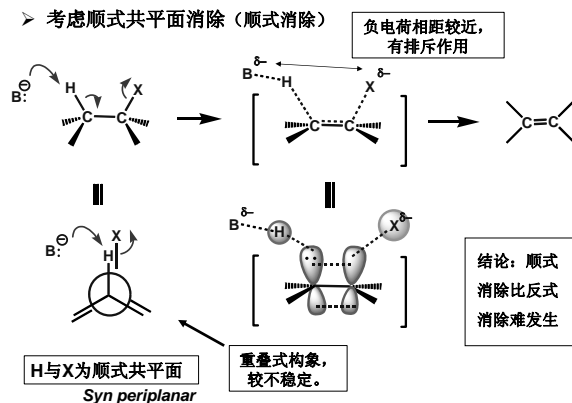 ➢ 考虑顺式共平面消除（顺式消除）
负电荷相距较近，
有排斥作用
B:⊖ H X C C
B δ– H X δ– C C
C=C
B:⊖ X H
B δ– H X δ–
结论：顺式
消除比反式
消除难发生
H与X为顺式共平面
Syn periplanar
重叠式构象，
较不稳定。